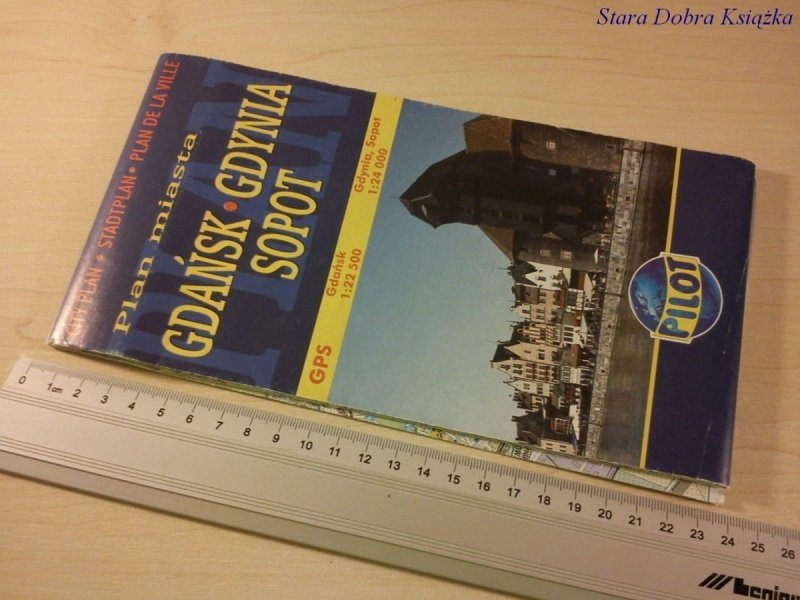 Stara Dobra Książka
CITY PLAN • STADTPLAN • PLAN DE LA VILLE
Plan miasta
GDAŃSK • GDYNIA
SOPOT
GPS
Gdańsk
1:22 500
Gdynia, Sopot
1:24 000
PILOT
0 1cm 2 3 4 5 6 7 8 9 10 11 12 13 14 15 16 17 18 19 20 21 22 23 24 25 26